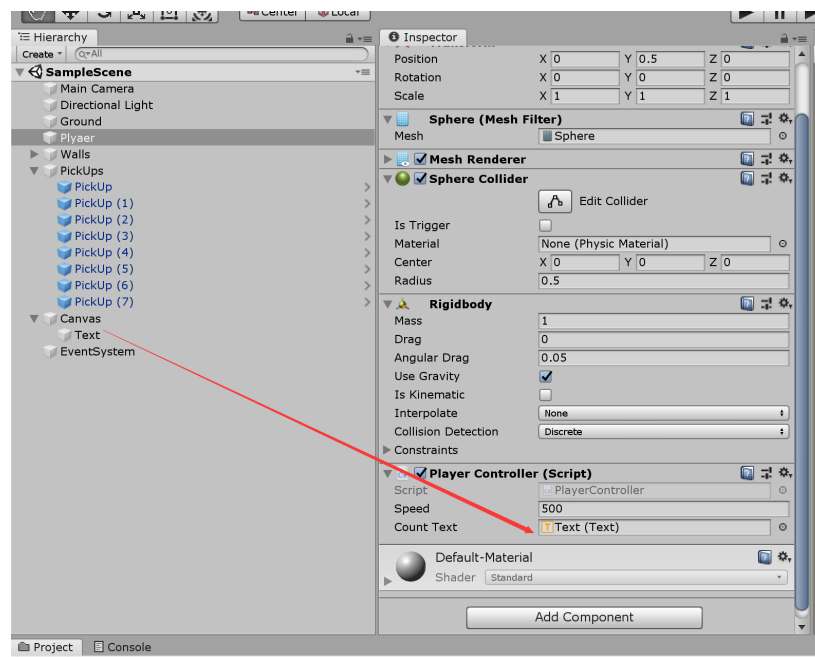 Center Local
Hierarchy
Create All
SampleScene
Main Camera
Directional Light
Ground
Plyaer
Walls
PickUps
PickUp
PickUp (1)
PickUp (2)
PickUp (3)
PickUp (4)
PickUp (5)
PickUp (6)
PickUp (7)
Canvas
Text
EventSystem
Inspector
Position X 0 Y 0.5 Z 0
Rotation X 0 Y 0 Z 0
Scale X 1 Y 1 Z 1
Sphere (Mesh Filter)
Mesh Sphere
Mesh Renderer
Sphere Collider
Edit Collider
Is Trigger
Material None (Physic Material)
Center X 0 Y 0 Z 0
Radius 0.5
Rigidbody
Mass 1
Drag 0
Angular Drag 0.05
Use Gravity
Is Kinematic
Interpolate None
Collision Detection Discrete
Constraints
Player Controller (Script)
Script PlayerController
Speed 500
Count Text Text (Text)
Default-Material
Shader Standard
Add Component
Project Console